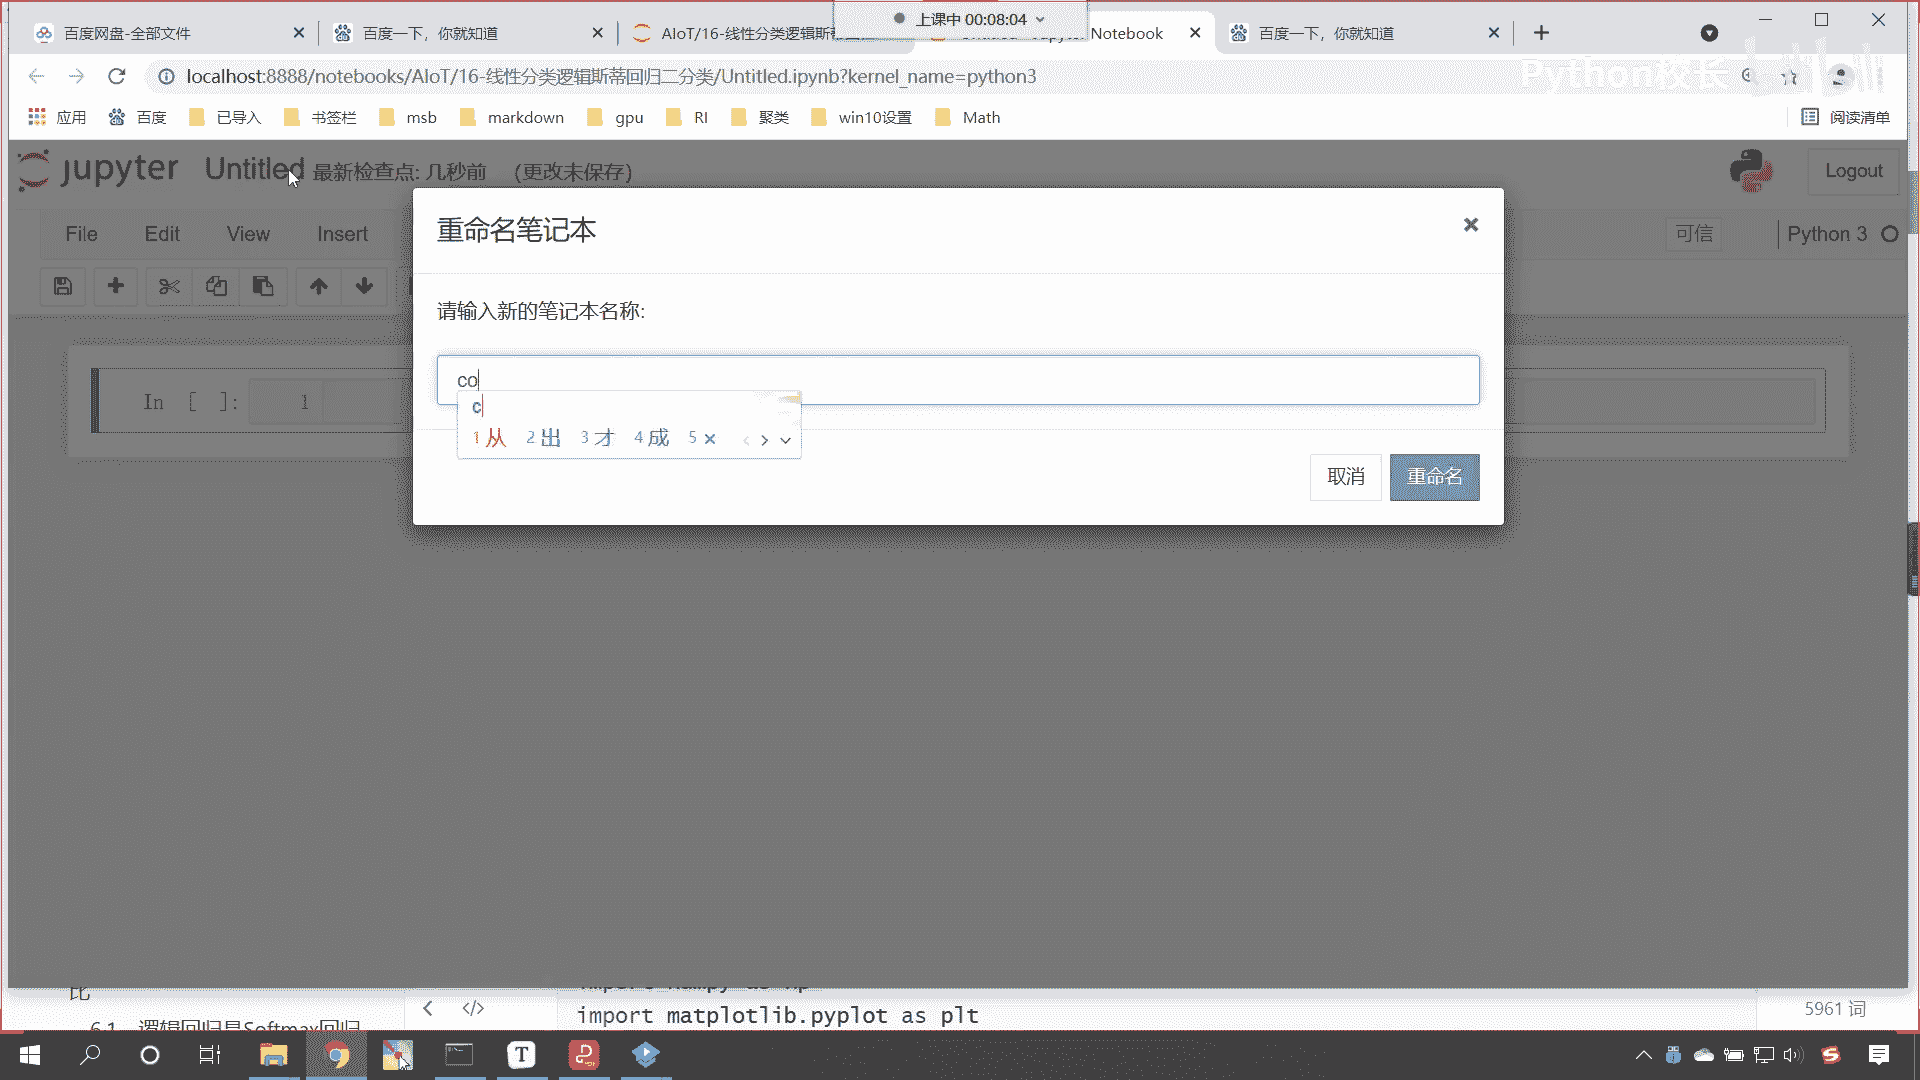 上课中 00:08:04
百度网盘-全部文件
百度一下，你就知道
AIoT/16-线性分类逻辑斯
Notebook
百度一下，你就知道
localhost:8888/notebooks/AIoT/16-线性分类逻辑斯蒂回归二分类/Untitled.ipynb?kernel_name=python3
Python校长
应用 百度 已导入 书签栏 msb markdown gpu RI 聚类 win10设置 Math 阅读清单
jupyter Untitled 最新检查点: 几秒前 (更改未保存)
Logout
File Edit View Insert
可信 Python 3
重命名笔记本
请输入新的笔记本名称:
co
c
1 从 2 出 3 才 4 成 5
In [ ]: 1
取消 重命名
比
6.1、逻辑回归是Softmax回归
import numpy as np
import matplotlib.pyplot as plt
5961 词